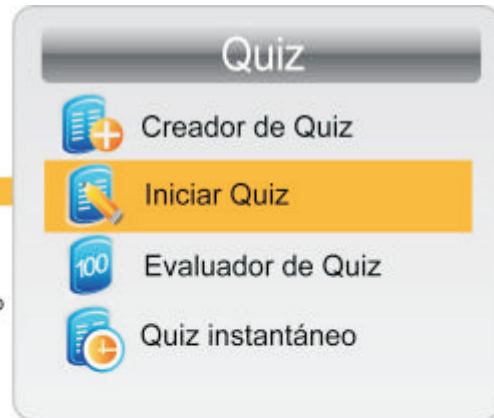 Quiz
Creador de Quiz
Iniciar Quiz
100
Evaluador de Quiz
Quiz instantáneo